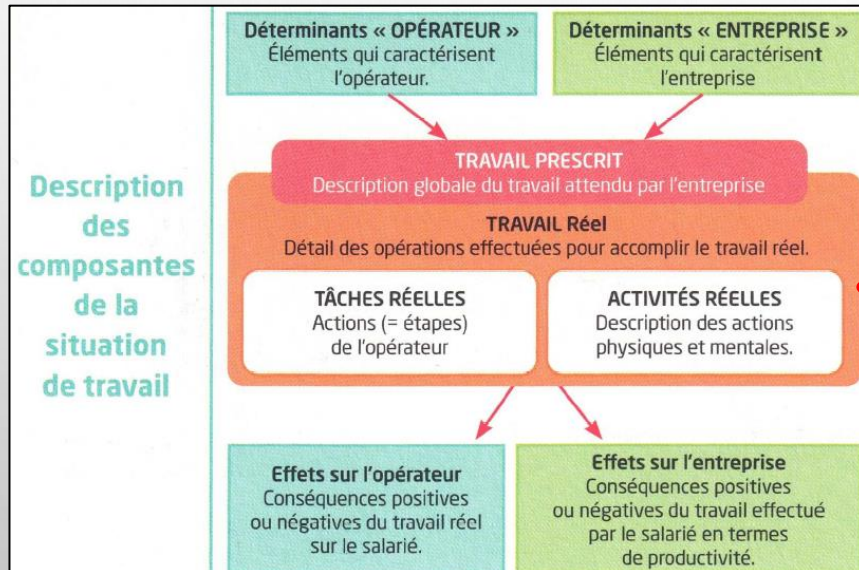 Déterminants « OPÉRATEUR »
Éléments qui caractérisent
l'opérateur.
Déterminants « ENTREPRISE »
Éléments qui caractérisent
l'entreprise
Description
des
composantes
de la
situation
de travail
TRAVAIL PRESCRIT
Description globale du travail attendu par l'entreprise
TRAVAIL Réel
Détail des opérations effectuées pour accomplir le travail réel.
TÂCHES RÉELLES
Actions (= étapes)
de l'opérateur
ACTIVITÉS RÉELLES
Description des actions
physiques et mentales.
Effets sur l'opérateur
Conséquences positives
ou négatives du travail réel
sur le salarié.
Effets sur l'entreprise
Conséquences positives
ou négatives du travail effectué
par le salarié en termes
de productivité.